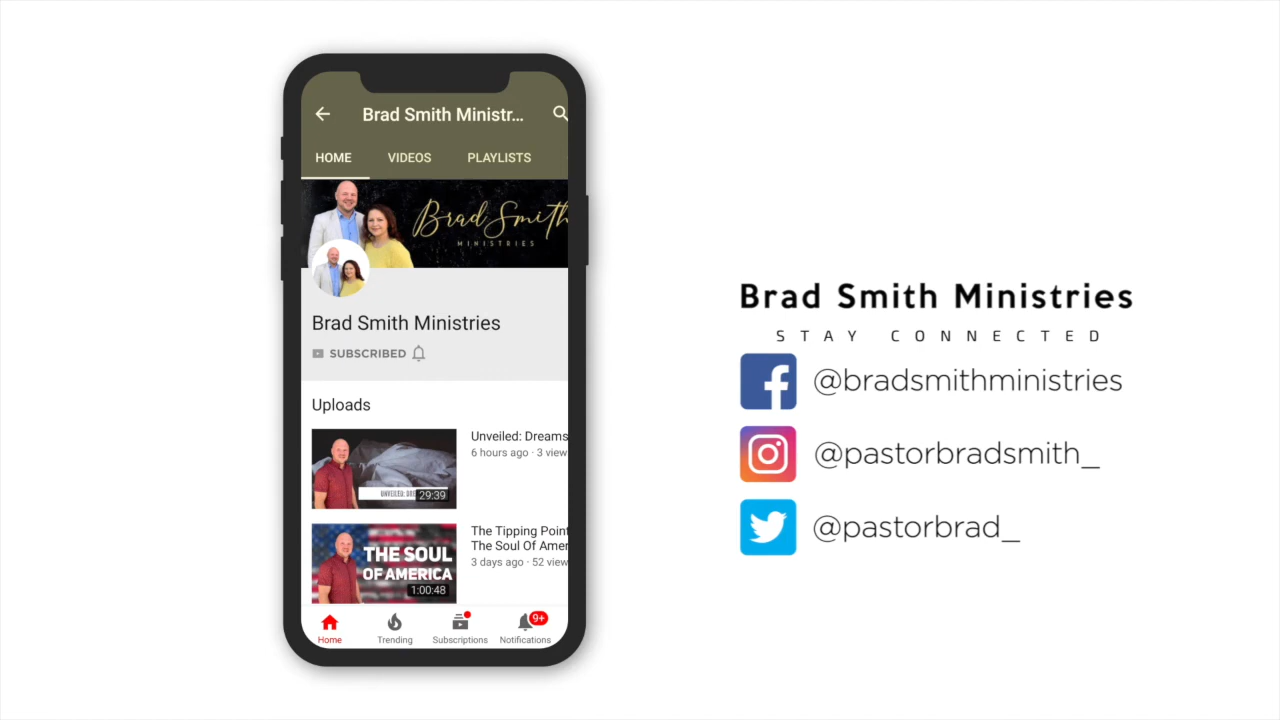 Brad Smith Ministr...
HOME VIDEOS PLAYLISTS
Brad Smith
MINISTRIES
Brad Smith Ministries
SUBSCRIBED
Uploads
Unveiled: Dreams
6 hours ago · 3 view
UNVEILED:
29:39
The Tipping Point
The Soul Of Amer
3 days ago · 52 view
THE SOUL
OF AMERICA
1:00:48
9+
Home Trending Subscriptions Notifications
Brad Smith Ministries
STAY CONNECTED
@bradsmithministries
@pastorbradsmith_
@pastorbrad_